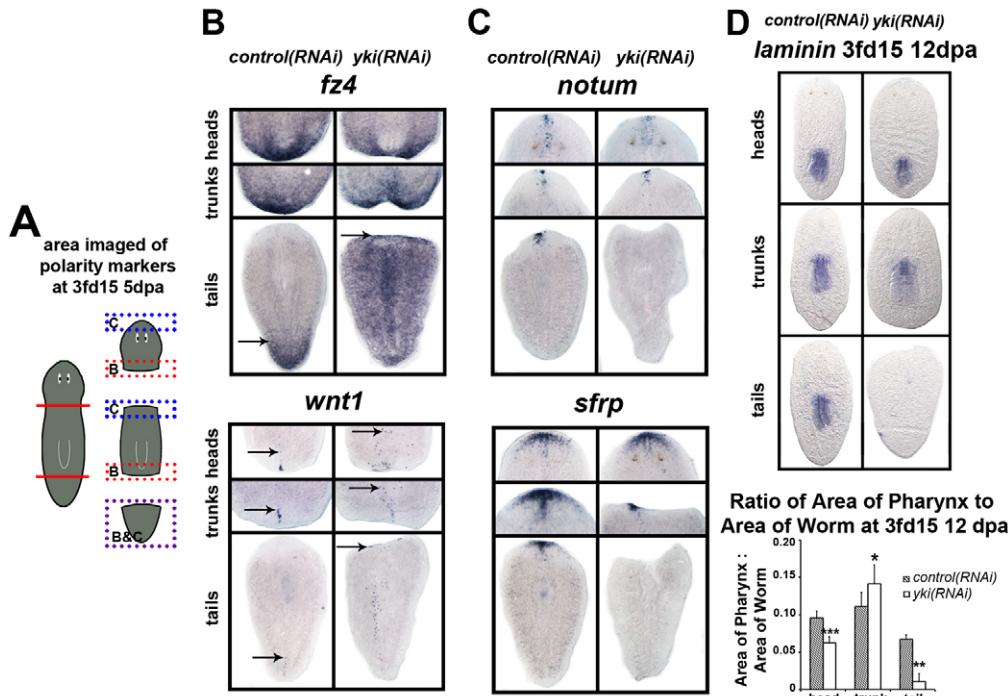 A
area imaged of
polarity markers
at 3fd15 5dpa
C
B
C
B
B&C
B
control(RNAi) yki(RNAi)
fz4
heads
trunks
tails
wnt1
heads
trunks
tails
C
control(RNAi) yki(RNAi)
notum
sfrp
D
control(RNAi) yki(RNAi)
laminin 3fd15 12dpa
heads
trunks
tails
Ratio of Area of Pharynx to
Area of Worm at 3fd15 12 dpa
Area of Pharynx :
Area of Worm
0.20
0.15
0.10
0.05
0
***
*
**
control(RNAi)
yki(RNAi)
head trunk tail